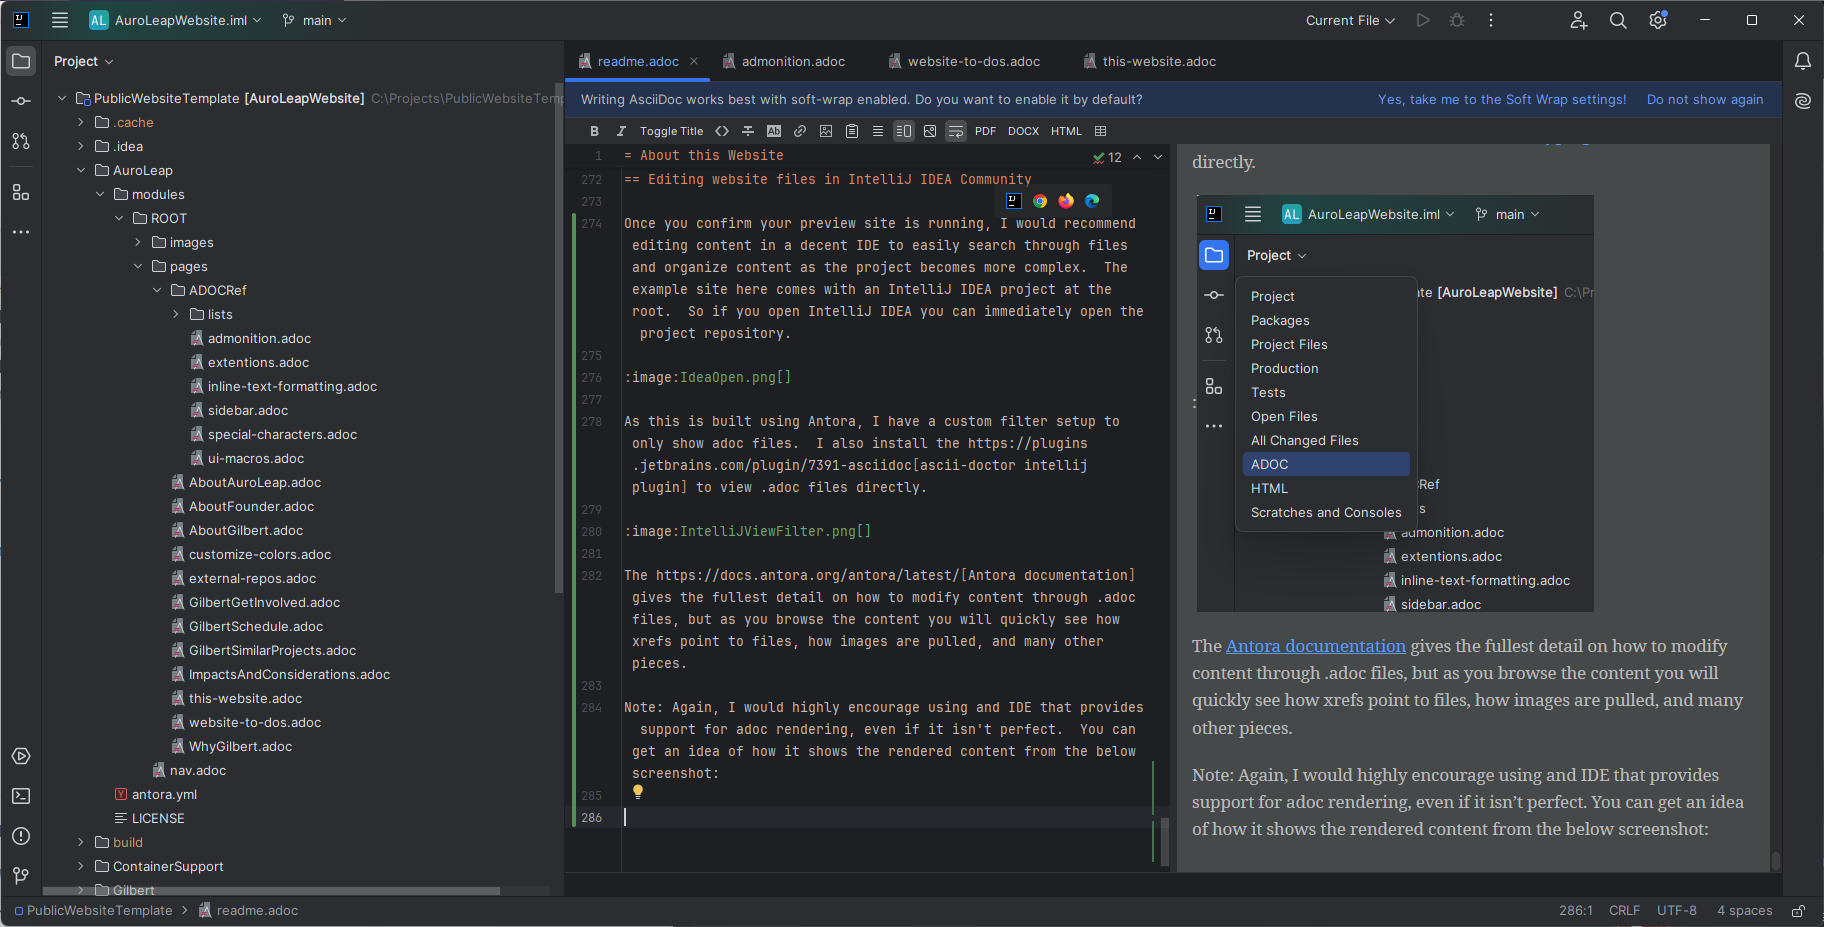 AL AuroLeapWebsite.iml main Current File
Project
readme.adoc admonition.adoc website-to-dos.adoc this-website.adoc
PublicWebsiteTemplate [AuroLeapWebsite] C:\Projects\PublicWebsiteTemp
.cache
.idea
AuroLeap
modules
ROOT
images
pages
ADOCRef
lists
admonition.adoc
extentions.adoc
inline-text-formatting.adoc
sidebar.adoc
special-characters.adoc
ui-macros.adoc
AboutAuroLeap.adoc
AboutFounder.adoc
AboutGilbert.adoc
customize-colors.adoc
external-repos.adoc
GilbertGetInvolved.adoc
GilbertSchedule.adoc
GilbertSimilarProjects.adoc
ImpactsAndConsiderations.adoc
this-website.adoc
website-to-dos.adoc
WhyGilbert.adoc
nav.adoc
antora.yml
LICENSE
build
ContainerSupport
Gilbert
Writing AsciiDoc works best with soft-wrap enabled. Do you want to enable it by default? Yes, take me to the Soft Wrap settings! Do not show again
B I Toggle Title Ab PDF DOCX HTML
1 = About this Website 12
272 == Editing website files in IntelliJ IDEA Community
273
274 Once you confirm your preview site is running, I would recommend
editing content in a decent IDE to easily search through files
and organize content as the project becomes more complex.  The
example site here comes with an IntelliJ IDEA project at the
root.  So if you open IntelliJ IDEA you can immediately open the
project repository.
275
276 :image:IdeaOpen.png[]
277
278 As this is built using Antora, I have a custom filter setup to
only show adoc files.  I also install the https://plugins
.jetbrains.com/plugin/7391-asciidoc[ascii-doctor intellij
plugin] to view .adoc files directly.
279
280 :image:IntelliJViewFilter.png[]
281
282 The https://docs.antora.org/antora/latest/[Antora documentation]
gives the fullest detail on how to modify content through .adoc
files, but as you browse the content you will quickly see how
xrefs point to files, how images are pulled, and many other
pieces.
283
284 Note: Again, I would highly encourage using and IDE that provides
support for adoc rendering, even if it isn't perfect.  You can
get an idea of how it shows the rendered content from the below
screenshot:
285
286
directly.
AL AuroLeapWebsite.iml main
Project
Project
te [AuroLeapWebsite] C:\Pr
Packages
Project Files
Production
Tests
:
Open Files
All Changed Files
ADOC
CRef
HTML
s
Scratches and Consoles
admonition.adoc
extentions.adoc
inline-text-formatting.adoc
sidebar.adoc
The Antora documentation gives the fullest detail on how to modify
content through .adoc files, but as you browse the content you will
quickly see how xrefs point to files, how images are pulled, and many
other pieces.
Note: Again, I would highly encourage using and IDE that provides
support for adoc rendering, even if it isn’t perfect. You can get an idea
of how it shows the rendered content from the below screenshot:
PublicWebsiteTemplate readme.adoc 286:1 CRLF UTF-8 4 spaces